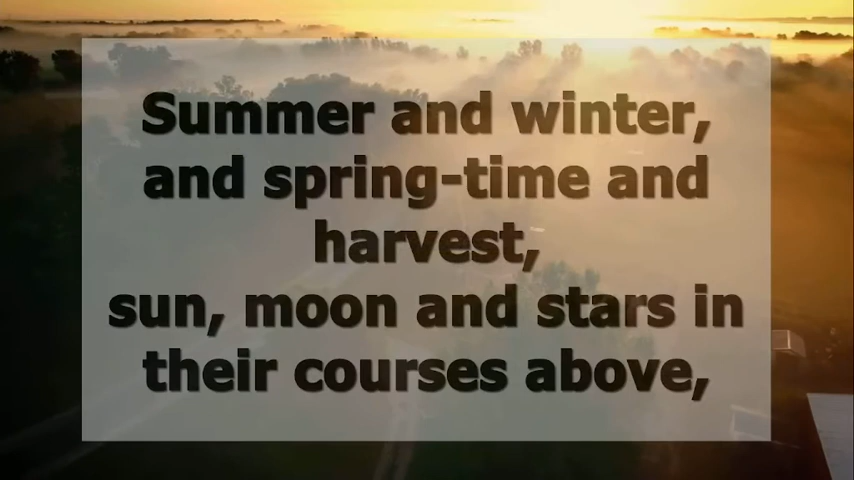 Summer and winter,
and spring-time and
harvest,
sun, moon and stars in
their courses above,